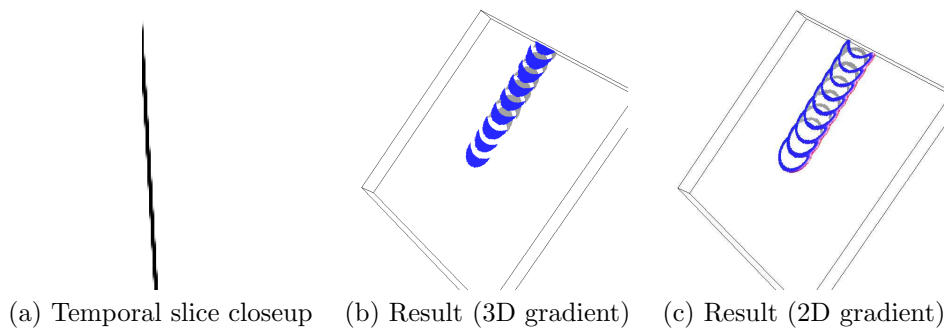 (a) Temporal slice closeup (b) Result (3D gradient) (c) Result (2D gradient)